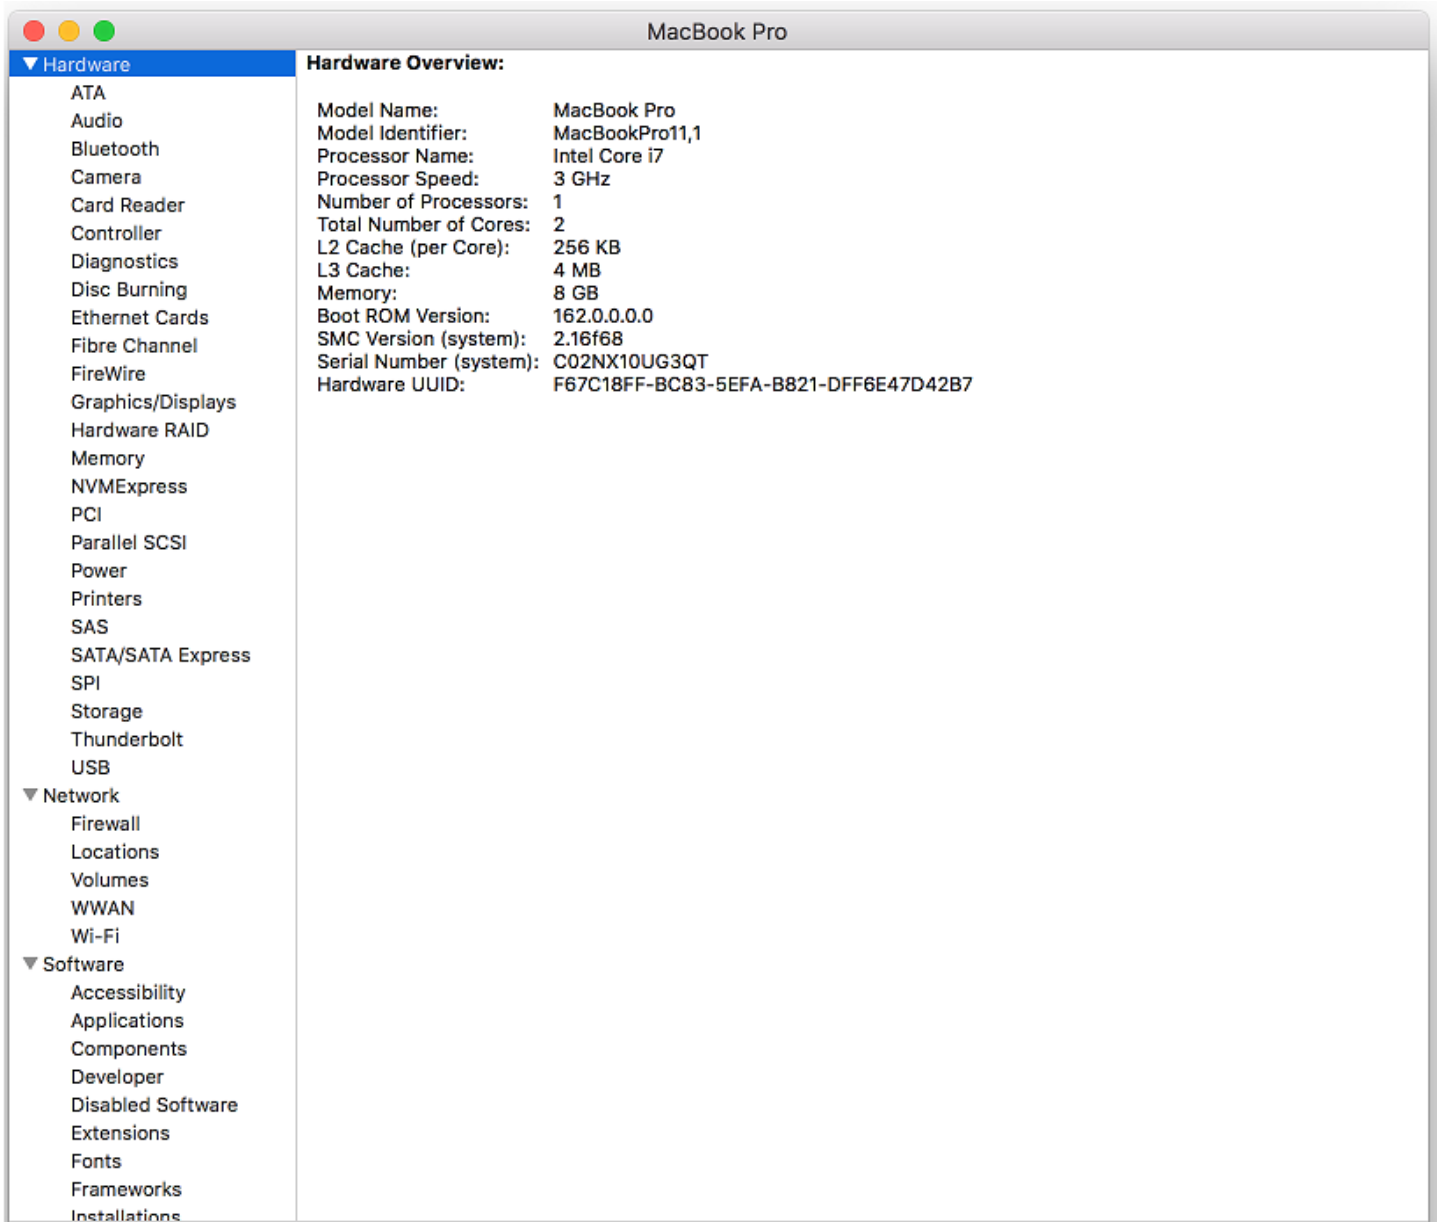 MacBook Pro
Hardware
ATA
Audio
Bluetooth
Camera
Card Reader
Controller
Diagnostics
Disc Burning
Ethernet Cards
Fibre Channel
FireWire
Graphics/Displays
Hardware RAID
Memory
NVMExpress
PCI
Parallel SCSI
Power
Printers
SAS
SATA/SATA Express
SPI
Storage
Thunderbolt
USB
Network
Firewall
Locations
Volumes
WWAN
Wi-Fi
Software
Accessibility
Applications
Components
Developer
Disabled Software
Extensions
Fonts
Frameworks
Installations
Hardware Overview:
Model Name: MacBook Pro
Model Identifier: MacBookPro11,1
Processor Name: Intel Core i7
Processor Speed: 3 GHz
Number of Processors: 1
Total Number of Cores: 2
L2 Cache (per Core): 256 KB
L3 Cache: 4 MB
Memory: 8 GB
Boot ROM Version: 162.0.0.0.0
SMC Version (system): 2.16f68
Serial Number (system): C02NX10UG3QT
Hardware UUID: F67C18FF-BC83-5EFA-B821-DFF6E47D42B7